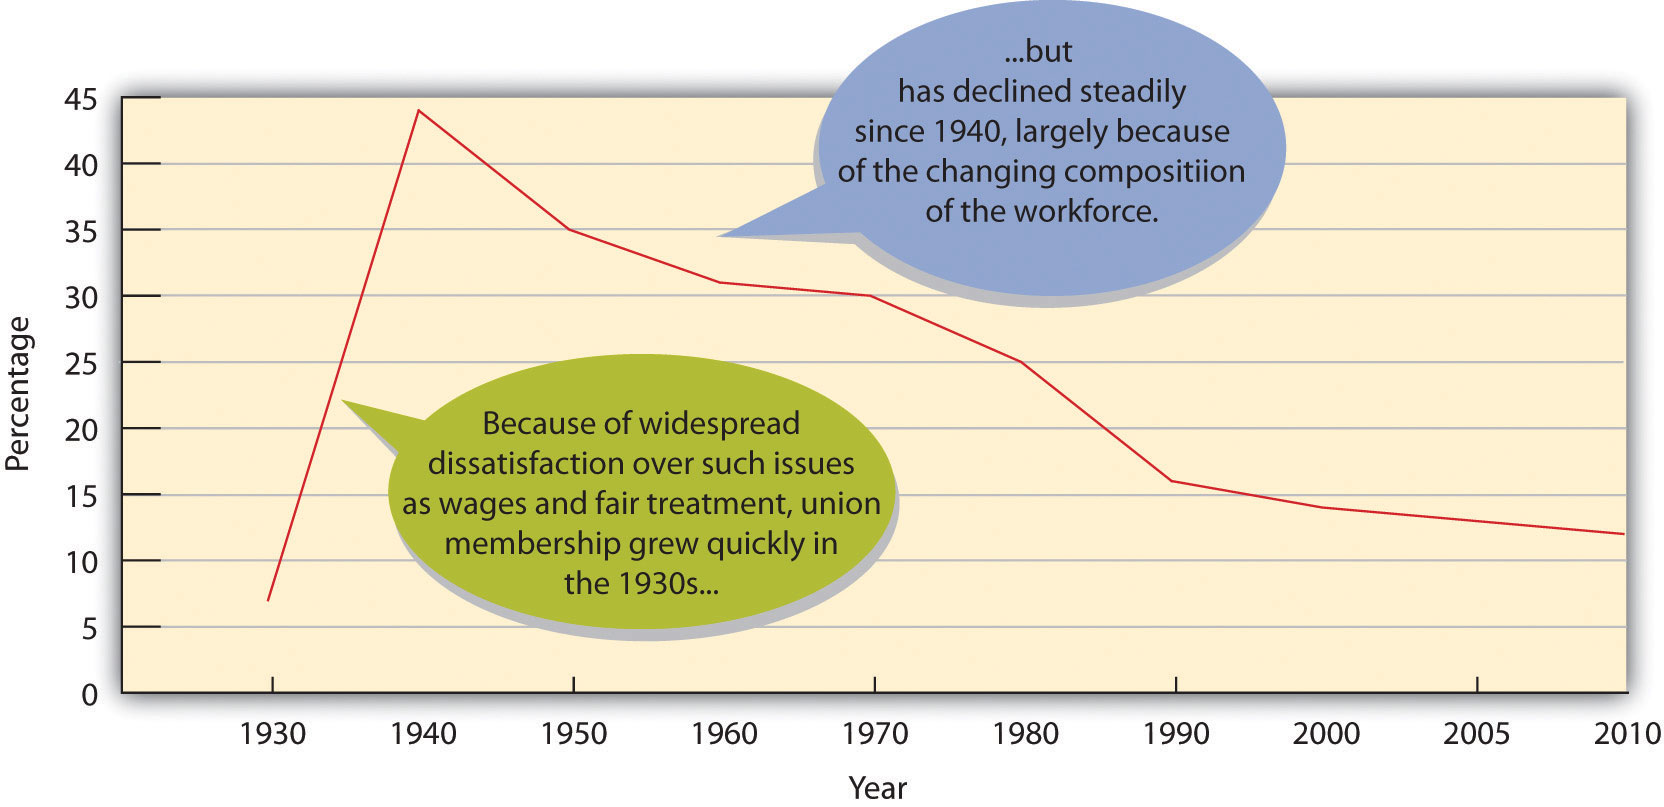 ...but
has declined steadily
since 1940, largely because
of the changing compositiion
of the workforce.
45
40
35
30
25
20
15
10
5
0
Percentage
Because of widespread
dissatisfaction over such issues
as wages and fair treatment, union
membership grew quickly in
the 1930s...
1930 1940 1950 1960 1970 1980 1990 2000 2005 2010
Year